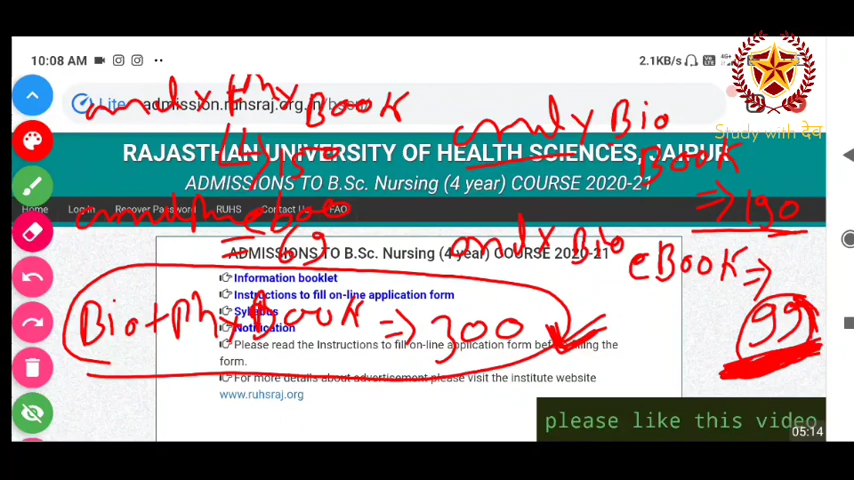 10:08 AM
2.1KB/s
Study with देव
Lite admission.ruhsraj.org.in/bsc
only Phy Book
15
only Bio
Book
⇒ 190
RAJASTHAN UNIVERSITY OF HEALTH SCIENCES, JAIPUR
ADMISSIONS TO B.Sc. Nursing (4 year) COURSE 2020-21
Home Log In Recover Password RUHS Contact Us FAQ
= 69
only Bio
eBook ⇒
99
ADMISSIONS TO B.Sc. Nursing (4 year) COURSE 2020-21
Information booklet
Instructions to fill on-line application form
Syllabus
Notification
Bio+Phy Book ⇒ 300
Please read the Instructions to fill on-line application form before filling the
form.
For more details about advertisement please visit the institute website
www.ruhsraj.org
please like this video
05:14